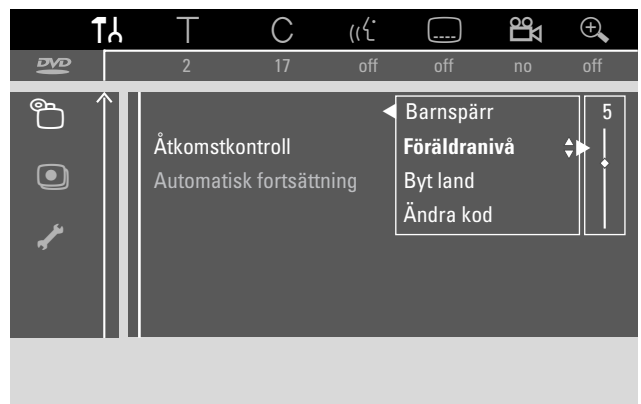 T C
DVD 2 17 off off no off
Barnspärr 5
Åtkomstkontroll Föräldranivå
Automatisk fortsättning Byt land
Ändra kod